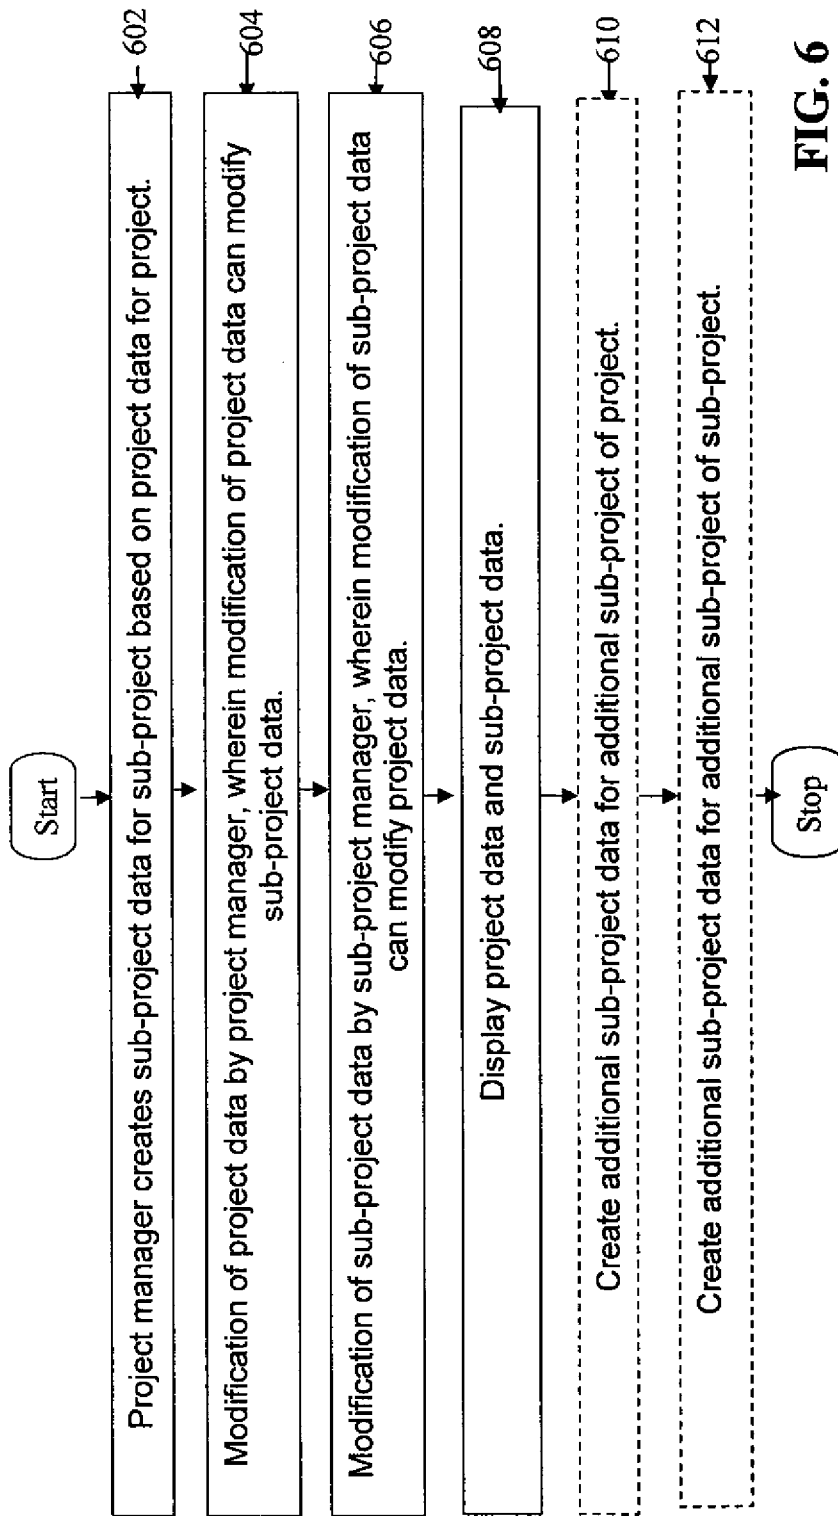 Start
Project manager creates sub-project data for sub-project based on project data for project.
602
Modification of project data by project manager, wherein modification of project data can modify
sub-project data.
604
Modification of sub-project data by sub-project manager, wherein modification of sub-project data
can modify project data.
606
Display project data and sub-project data.
608
Create additional sub-project data for additional sub-project of project.
610
Create additional sub-project data for additional sub-project of sub-project.
612
Stop
FIG. 6